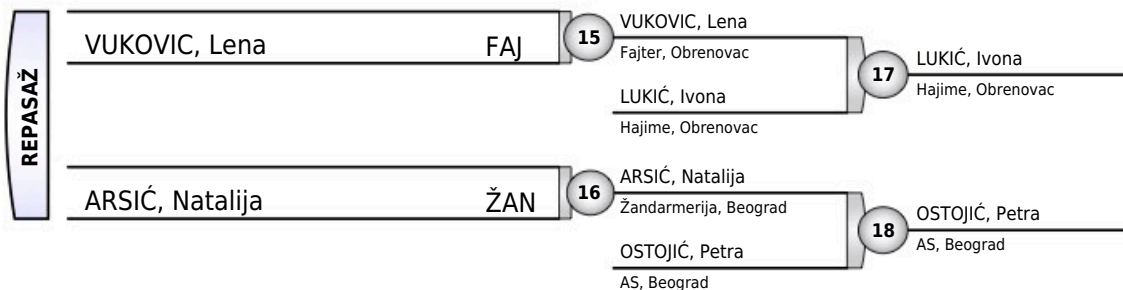 REPASAŽ
VUKOVIC, Lena FAJ
15
VUKOVIC, Lena
Fajter, Obrenovac
LUKIĆ, Ivona
Hajime, Obrenovac
17
LUKIĆ, Ivona
Hajime, Obrenovac
ARSIĆ, Natalija ŽAN
16
ARSIĆ, Natalija
Žandarmerija, Beograd
OSTOJIĆ, Petra
AS, Beograd
18
OSTOJIĆ, Petra
AS, Beograd